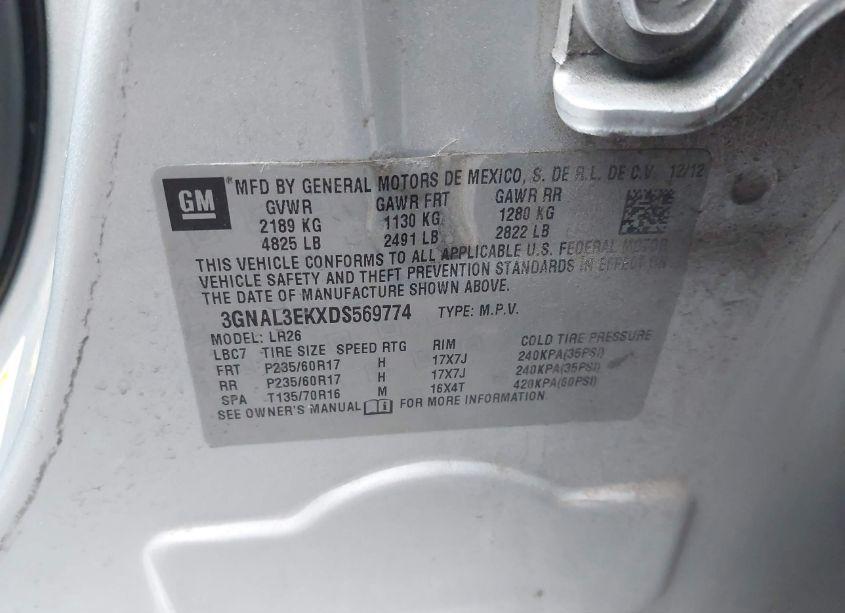 GM MFD BY GENERAL MOTORS DE MEXICO, S. DE R.L. DE C.V. 12/12
GVWR GAWR FRT GAWR RR
2189 KG 1130 KG 1280 KG
4825 LB 2491 LB 2822 LB
THIS VEHICLE CONFORMS TO ALL APPLICABLE U.S. FEDERAL MOTOR
VEHICLE SAFETY AND THEFT PREVENTION STANDARDS IN EFFECT ON
THE DATE OF MANUFACTURE SHOWN ABOVE.
3GNAL3EKXDS569774 TYPE: M.P.V.
MODEL: LR26
LBC7 TIRE SIZE SPEED RTG RIM COLD TIRE PRESSURE
FRT P235/60R17 H 17X7J 240KPA(35PSI)
RR P235/60R17 H 17X7J 240KPA(35PSI)
SPA T135/70R16 M 16X4T 420KPA(60PSI)
SEE OWNER'S MANUAL FOR MORE INFORMATION